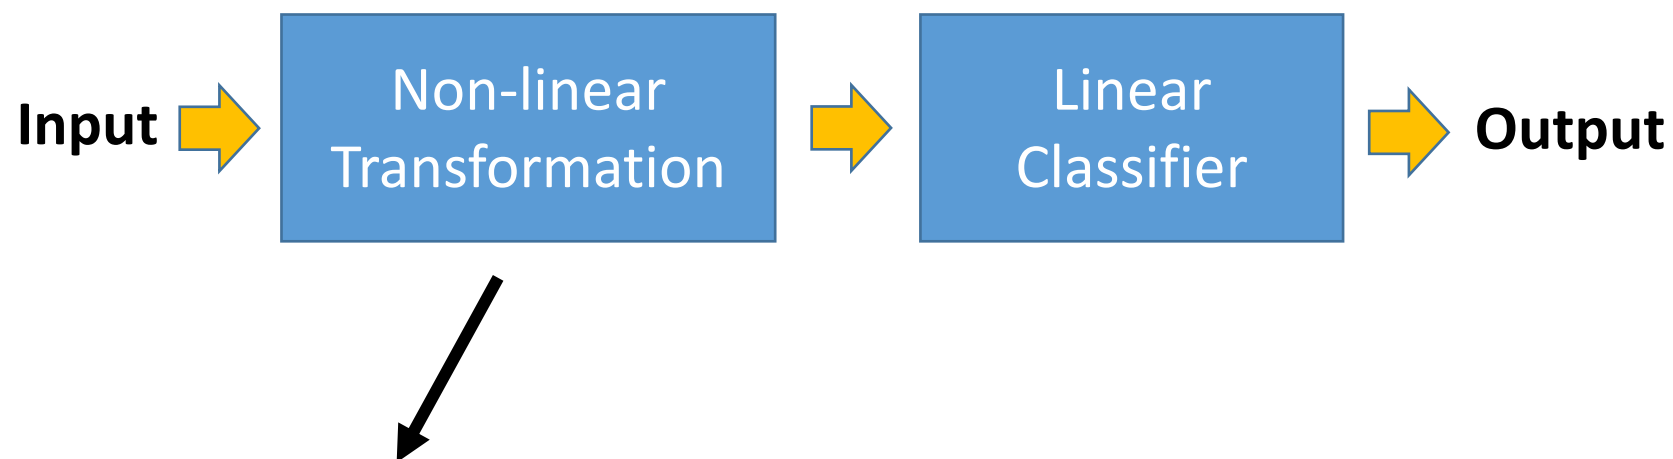 Input
Non-linear
Transformation
Linear
Classifier
Output